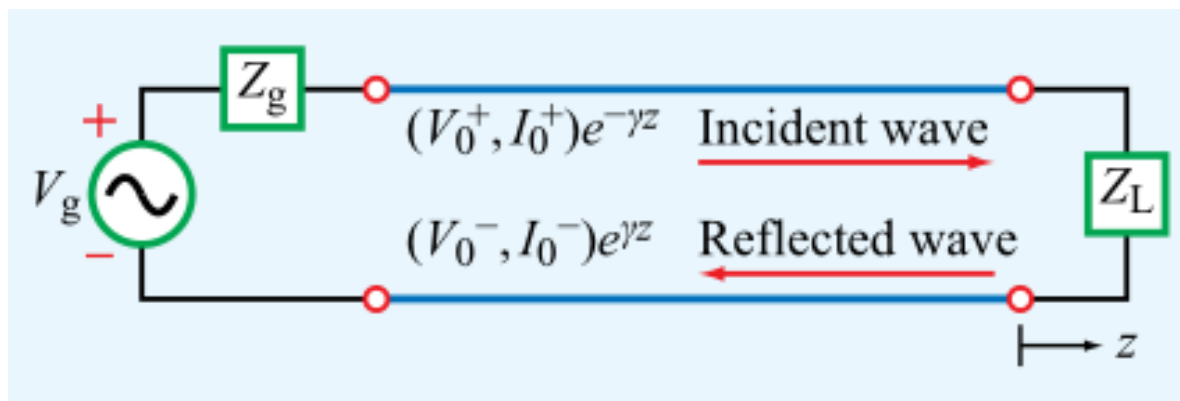 Z_g
+
V_g
−
(V_0^+, I_0^+)e^{−γz} Incident wave
(V_0^−, I_0^−)e^{γz} Reflected wave
Z_L
z